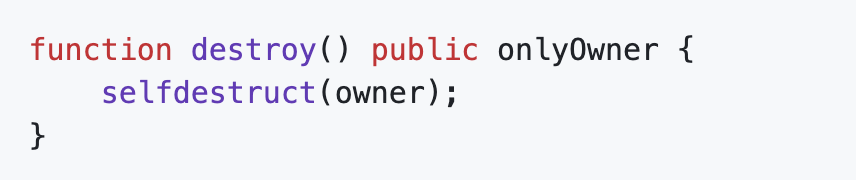 function destroy() public onlyOwner {
    selfdestruct(owner);
}